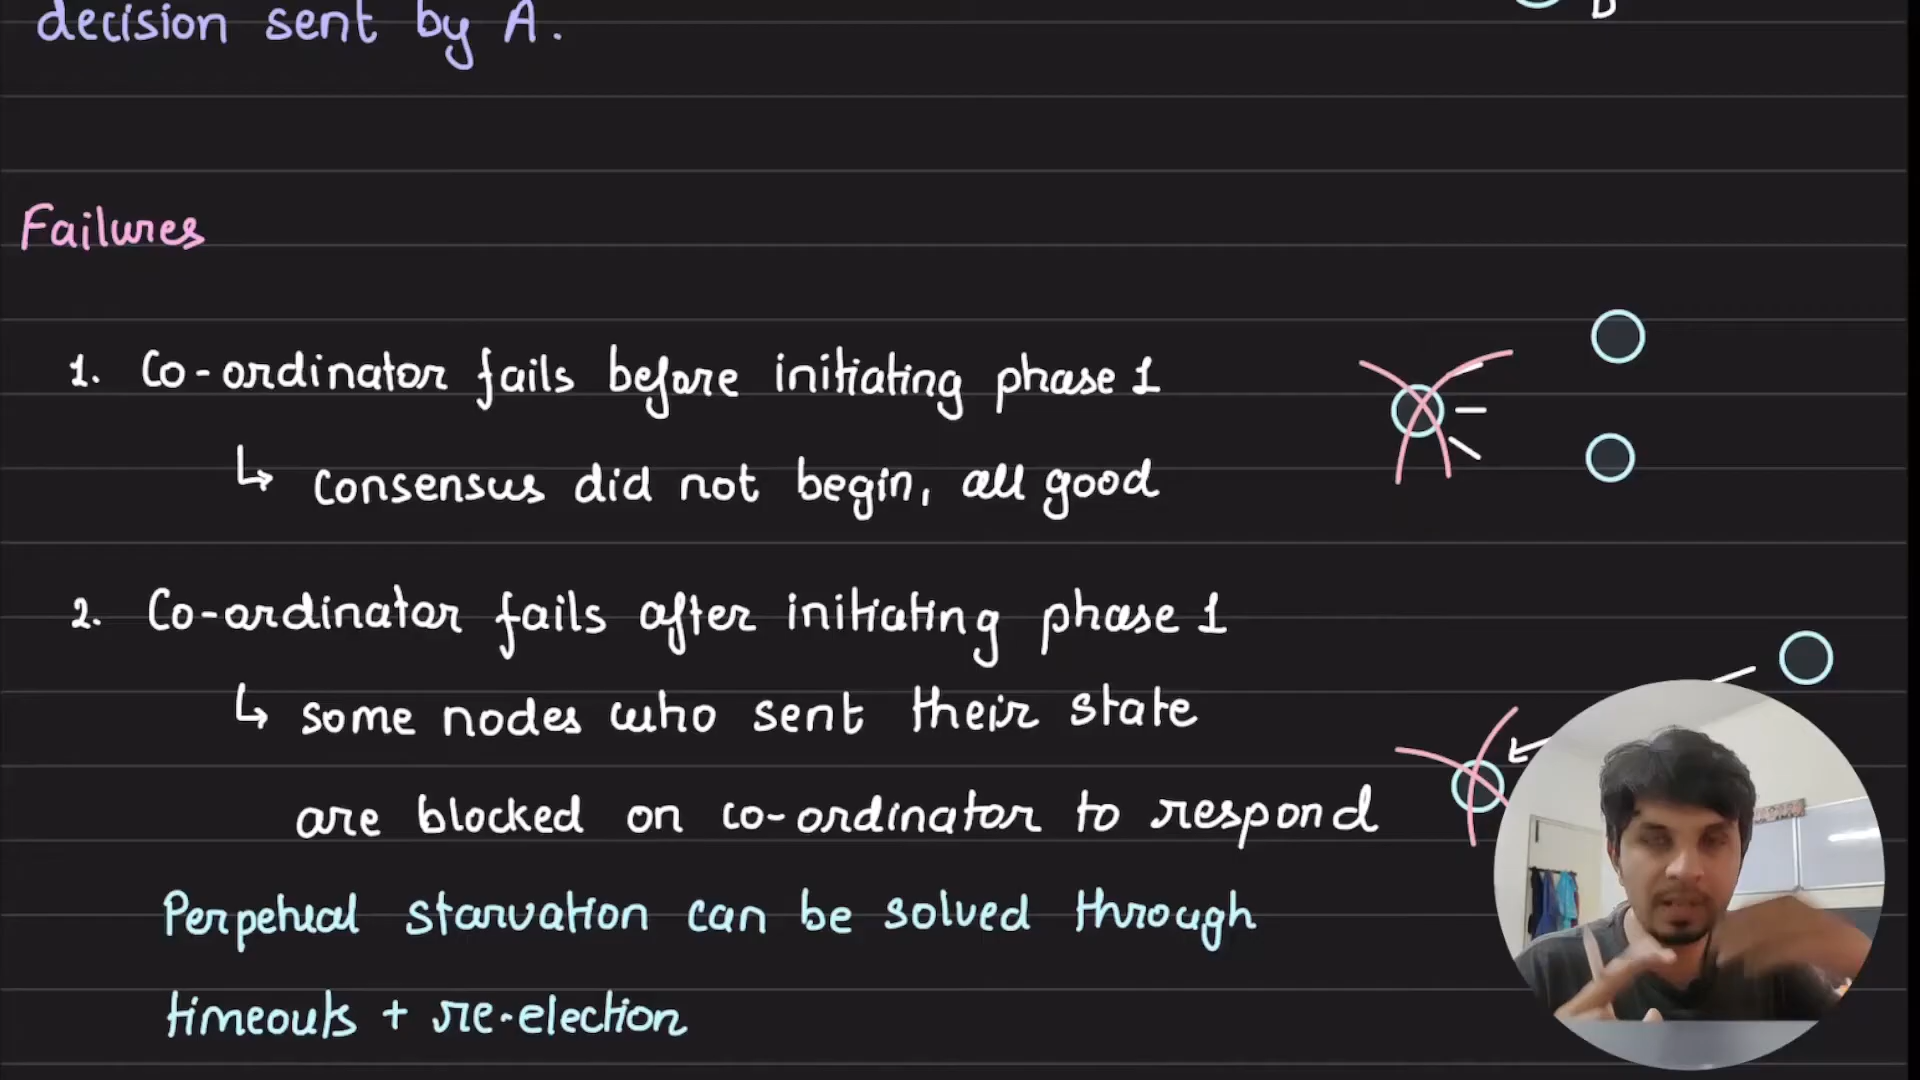 decision sent by A.
D
Failures
1. Co-ordinator fails before initiating phase 1
↳ consensus did not begin, all good
2. Co-ordinator fails after initiating phase 1
↳ some nodes who sent their state
are blocked on co-ordinator to respond
Perpetual starvation can be solved through
timeouts + re-election